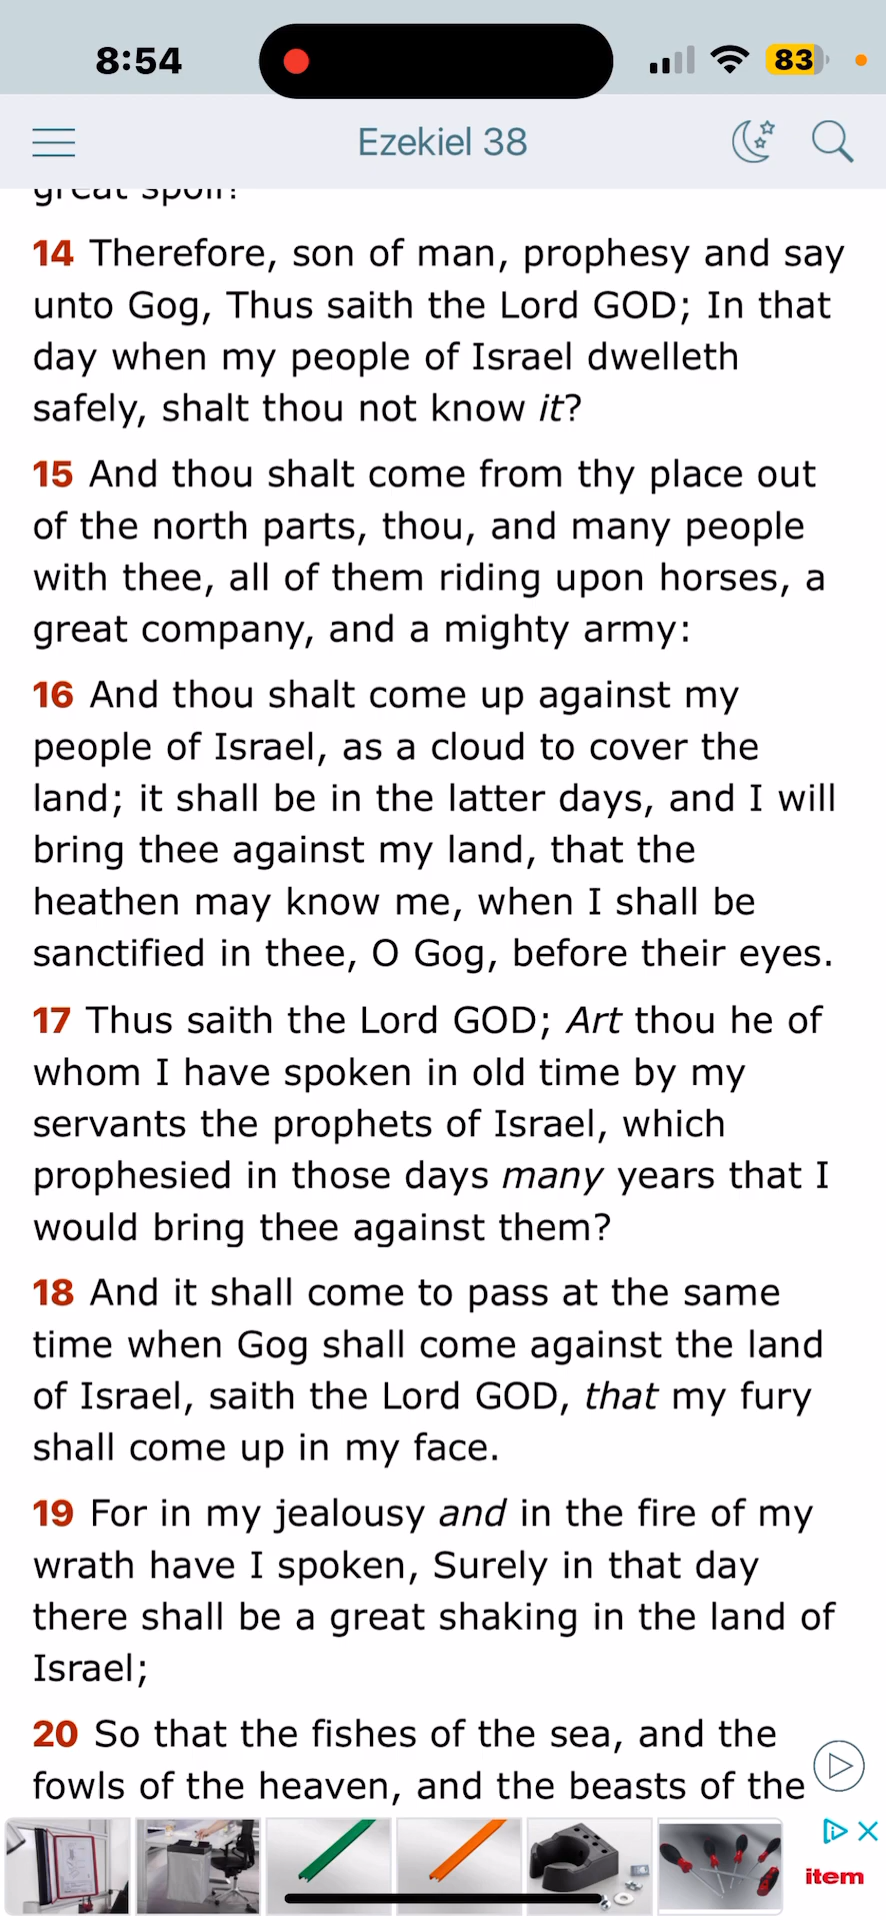 8:54
83
Ezekiel 38
great spoil?
14 Therefore, son of man, prophesy and say
unto Gog, Thus saith the Lord GOD; In that
day when my people of Israel dwelleth
safely, shalt thou not know it?
15 And thou shalt come from thy place out
of the north parts, thou, and many people
with thee, all of them riding upon horses, a
great company, and a mighty army:
16 And thou shalt come up against my
people of Israel, as a cloud to cover the
land; it shall be in the latter days, and I will
bring thee against my land, that the
heathen may know me, when I shall be
sanctified in thee, O Gog, before their eyes.
17 Thus saith the Lord GOD; Art thou he of
whom I have spoken in old time by my
servants the prophets of Israel, which
prophesied in those days many years that I
would bring thee against them?
18 And it shall come to pass at the same
time when Gog shall come against the land
of Israel, saith the Lord GOD, that my fury
shall come up in my face.
19 For in my jealousy and in the fire of my
wrath have I spoken, Surely in that day
there shall be a great shaking in the land of
Israel;
20 So that the fishes of the sea, and the
fowls of the heaven, and the beasts of the
item